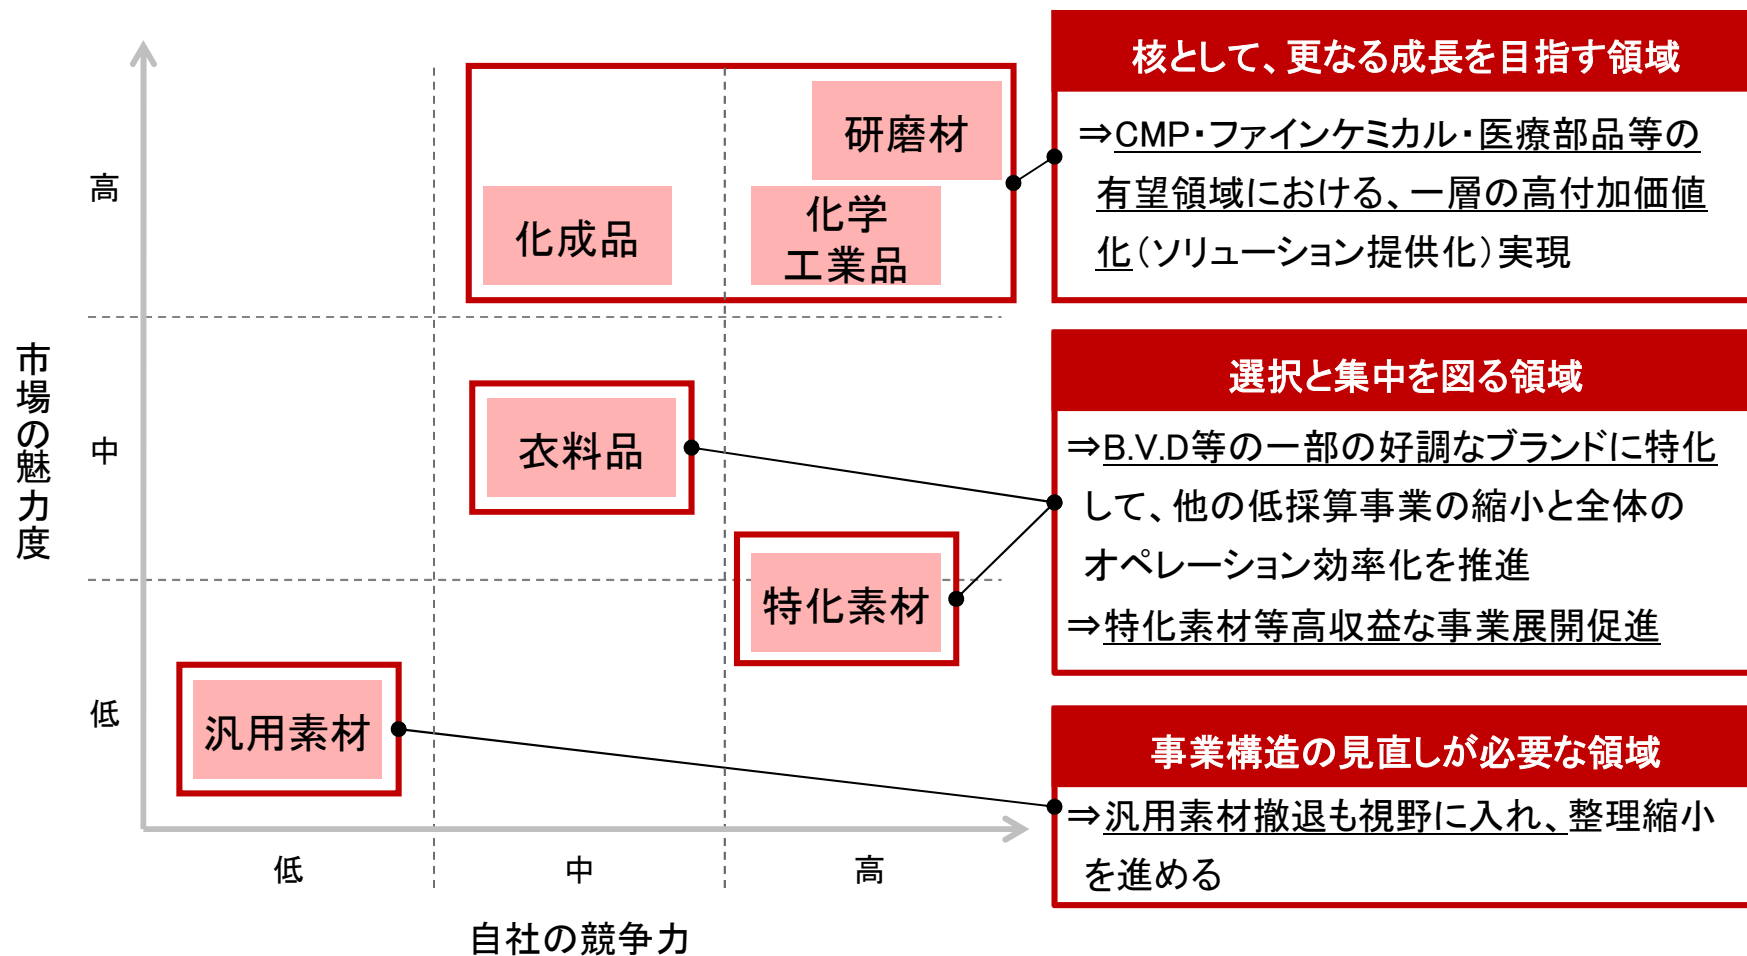 市場の魅力度
高
中
低
研磨材
化成品
化学
工業品
衣料品
特化素材
汎用素材
低
中
高
自社の競争力
核として、更なる成長を目指す領域
⇒CMP・ファインケミカル・医療部品等の
有望領域における、一層の高付加価値
化（ソリューション提供化）実現
選択と集中を図る領域
⇒B.V.D等の一部の好調なブランドに特化
して、他の低採算事業の縮小と全体の
オペレーション効率化を推進
⇒特化素材等高収益な事業展開促進
事業構造の見直しが必要な領域
⇒汎用素材撤退も視野に入れ、整理縮小
を進める